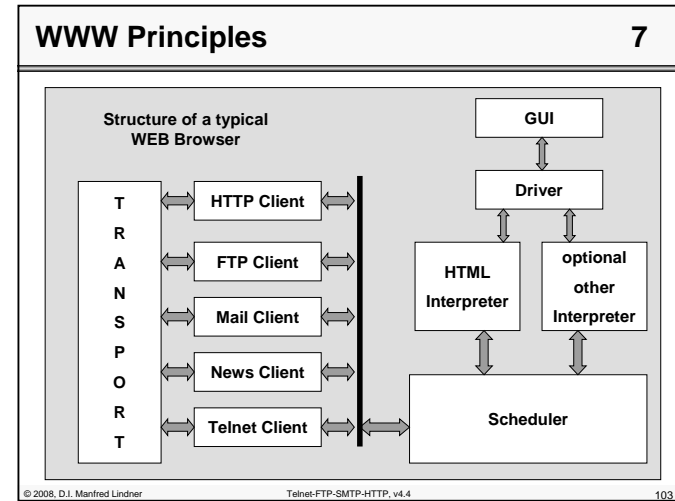 WWW Principles 7
Structure of a typical
WEB Browser
T
R
A
N
S
P
O
R
T
HTTP Client
FTP Client
Mail Client
News Client
Telnet Client
GUI
Driver
HTML
Interpreter
optional
other
Interpreter
Scheduler
© 2008, D.I. Manfred Lindner
Telnet-FTP-SMTP-HTTP, v4.4
103